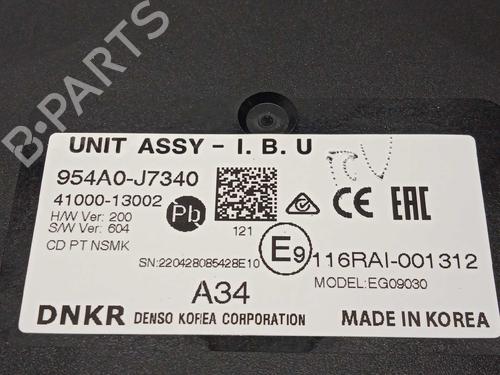 B-PARTS
UNIT ASSY - I. B. U
954A0-J7340
41000-13002
H/W Ver: 200
S/W Ver: 604
CD PT NSMK
Pb
121
CE EAC
SN:220428085428E10
E9 116RAI-001312
MODEL:EG09030
A34
DNKR DENSO KOREA CORPORATION
MADE IN KOREA